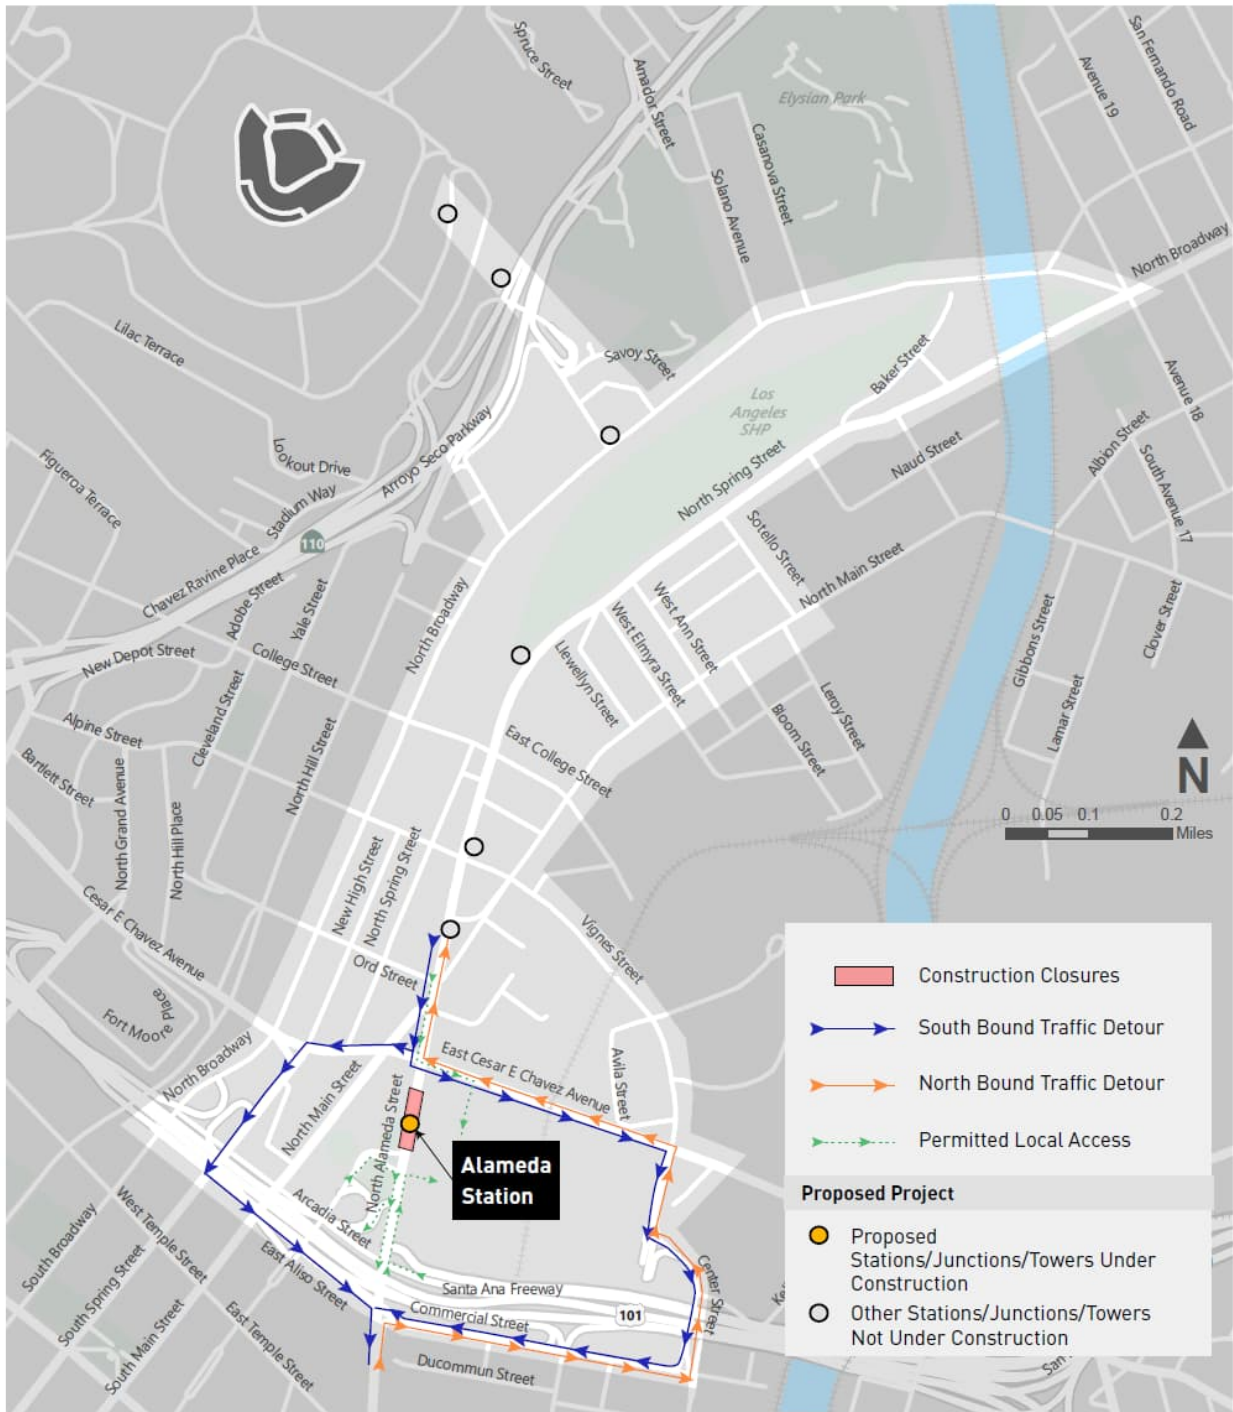 Spruce Street
Amador Street
Elysian Park
Avenue 19
San Fernando Road
Casanova Street
Solano Avenue
North Broadway
Lilac Terrace
Savoy Street
Baker Street
Los
Angeles
SHP
Avenue 18
Albion Street
South Avenue 17
Naud Street
Arroyo Seco Parkway
Lookout Drive
Figueroa Terrace
Stadium Way
110
North Spring Street
Sotello Street
North Main Street
Chavez Ravine Place
Adobe Street
Yale Street
North Broadway
West Ann Street
West Elmyra Street
Llewellyn Street
Clover Street
Gibbons Street
New Depot Street
College Street
Leroy Street
Lamar Street
Bloom Street
Alpine Street
Cleveland Street
East College Street
North Hill Street
Bartlett Street
North Grand Avenue
North Hill Place
N
0 0.05 0.1 0.2
Miles
New High Street
North Spring Street
Cesar E Chavez Avenue
Vignes Street
Ord Street
Fort Moore
Place
North Broadway
East Cesar E Chavez Avenue
Avila Street
North Main Street
North Alameda Street
Alameda
Station
Arcadia Street
South Broadway
West Temple Street
East Aliso Street
Santa Ana Freeway
Center Street
Commercial Street
101
South Spring Street
South Main Street
East Temple Street
Ducommun Street
Construction Closures
South Bound Traffic Detour
North Bound Traffic Detour
Permitted Local Access
Proposed Project
Proposed
Stations/Junctions/Towers Under
Construction
Other Stations/Junctions/Towers
Not Under Construction